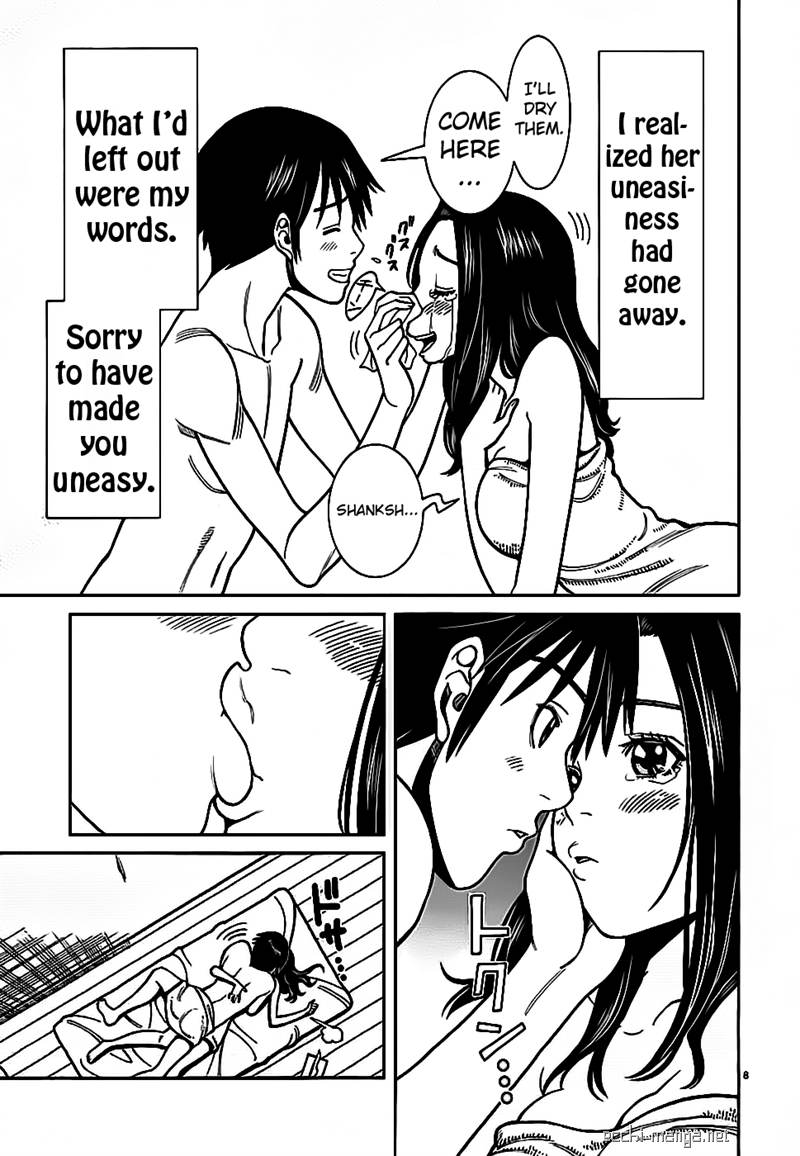 I real-
ized her
uneasi-
ness
had
gone
away.
I'LL
DRY
THEM.
COME
HERE
...
What I'd
left out
were my
words.
グス
グス
Sorry
to have
made
you
uneasy.
SHANKSH...
トクン...
ドサ...
8